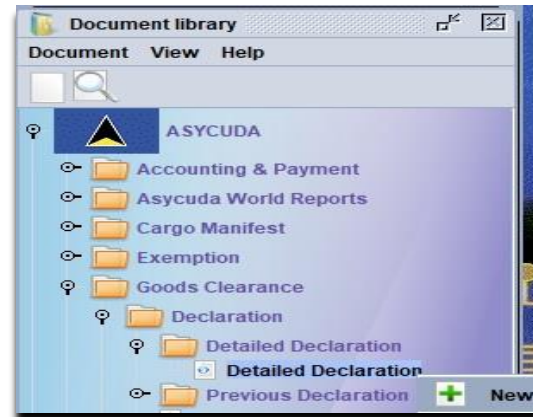 Document library
Document View Help
ASYCUDA
Accounting & Payment
Asycuda World Reports
Cargo Manifest
Exemption
Goods Clearance
Declaration
Detailed Declaration
Detailed Declaration
Previous Declaration
New